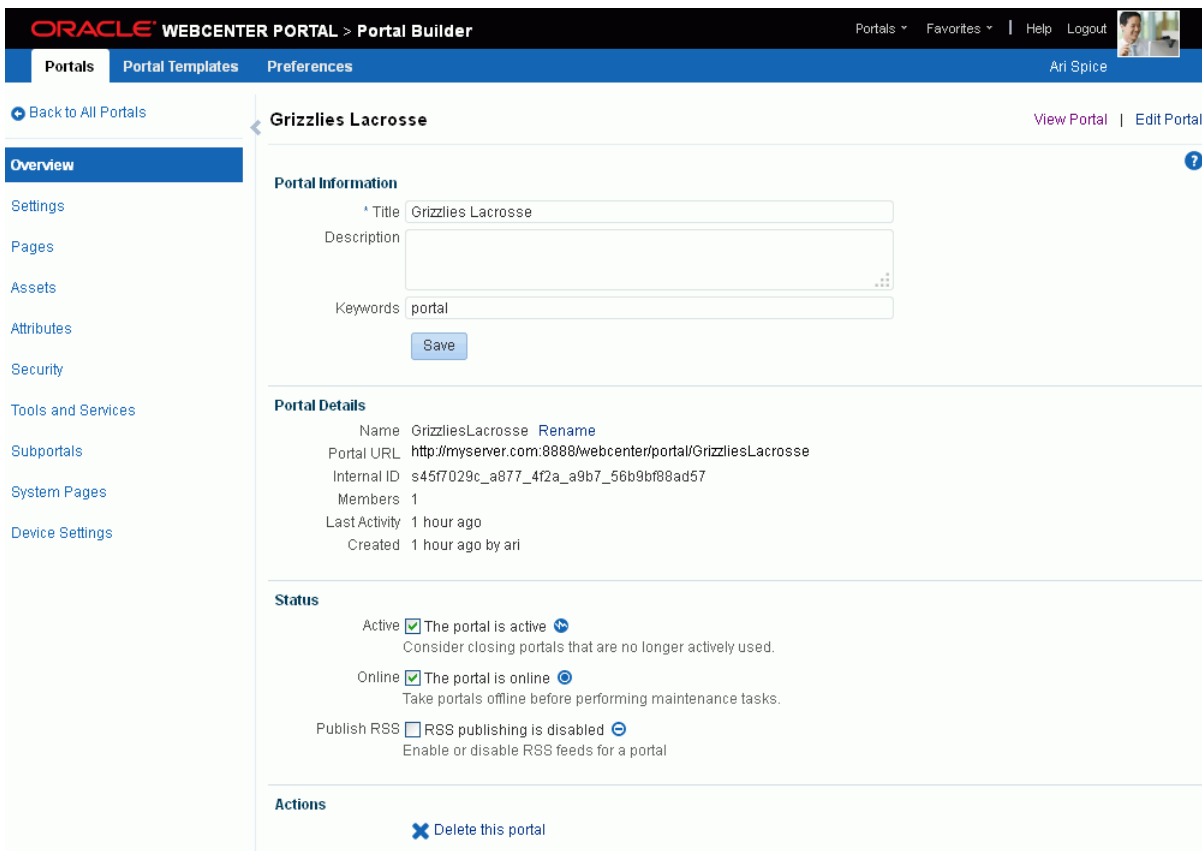 ORACLE WEBCENTER PORTAL > Portal Builder
Portals Favorites | Help Logout
Portals Portal Templates Preferences
Ari Spice
Back to All Portals
Grizzlies Lacrosse
View Portal | Edit Portal
Overview
Settings
Pages
Assets
Attributes
Security
Tools and Services
Subportals
System Pages
Device Settings
?
Portal Information
* Title Grizzlies Lacrosse
Description
Keywords portal
Save
Portal Details
Name GrizzliesLacrosse Rename
Portal URL http://myserver.com:8888/webcenter/portal/GrizzliesLacrosse
Internal ID s45f7029c_a877_4f2a_a9b7_56b9bf88ad57
Members 1
Last Activity 1 hour ago
Created 1 hour ago by ari
Status
Active The portal is active
Consider closing portals that are no longer actively used.
Online The portal is online
Take portals offline before performing maintenance tasks.
Publish RSS RSS publishing is disabled
Enable or disable RSS feeds for a portal
Actions
Delete this portal